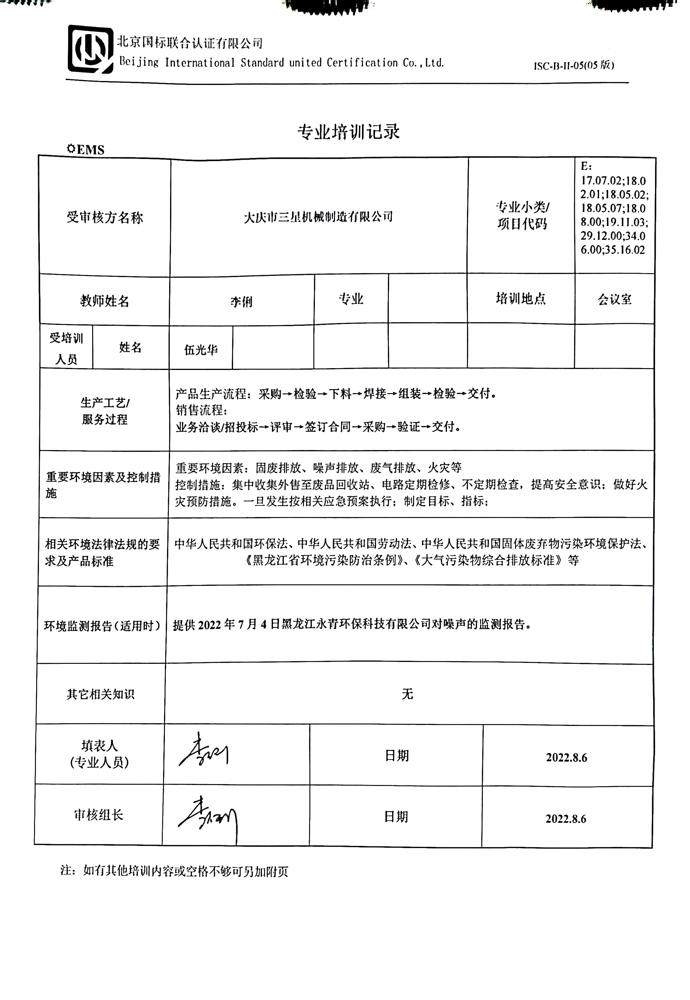 北京国标联合认证有限公司
Beijing International Standard united Certification Co.,Ltd.
ISC-B-II-05(05 版)
专业培训记录
EMS
受审核方名称
大庆市三星机械制造有限公司
专业小类/
项目代码
E:
17.07.02;18.0
2.01;18.05.02;
18.05.07;18.0
8.00;19.11.03;
29.12.00;34.0
6.00;35.16.02
教师姓名
李俐
专业
培训地点
会议室
受培训
人员
姓名
伍光华
生产工艺/
服务过程
产品生产流程：采购→检验→下料→焊接→组装→检验→交付。
销售流程：
业务洽谈/招投标→评审→签订合同→采购→验证→交付。
重要环境因素及控制措
施
重要环境因素：固废排放、噪声排放、废气排放、火灾等
控制措施：集中收集外售至废品回收站、电路定期检修、不定期检查，提高安全意识；做好火
灾预防措施。一旦发生按相关应急预案执行；制定目标、指标；
相关环境法律法规的要
求及产品标准
中华人民共和国环保法、中华人民共和国劳动法、中华人民共和国固体废弃物污染环境保护法、
《黑龙江省环境污染防治条例》、《大气污染物综合排放标准》等
环境监测报告（适用时）
提供 2022 年 7 月 4 日黑龙江永青环保科技有限公司对噪声的监测报告。
其它相关知识
无
填表人
(专业人员)
李俐
日期
2022.8.6
审核组长
李俐
日期
2022.8.6
注：如有其他培训内容或空格不够可另加附页